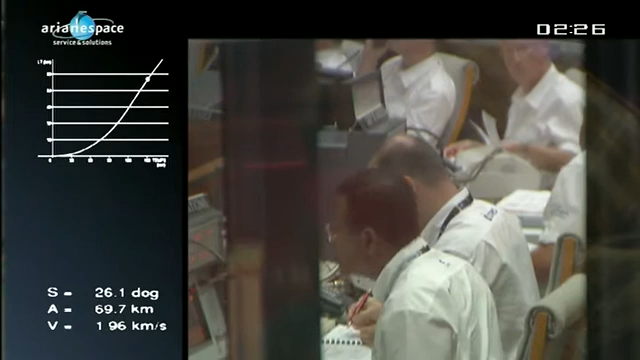 arianespace
service & solutions
02:26
S = 26.1 dog
A = 69.7 km
V = 1 96 km/s